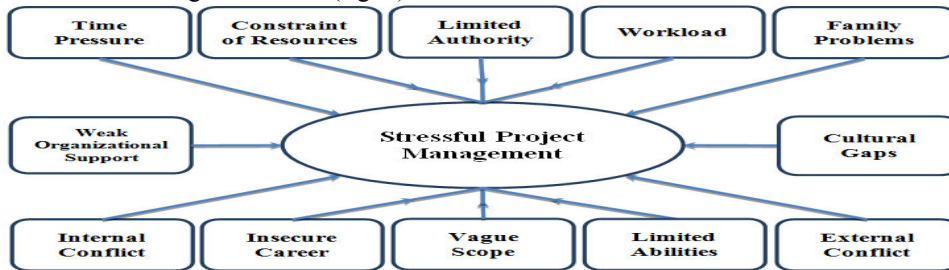 Time
Pressure
Constraint
of Resources
Limited
Authority
Workload
Family
Problems
Weak
Organizational
Support
Stressful Project
Management
Cultural
Gaps
Internal
Conflict
Insecure
Career
Vague
Scope
Limited
Abilities
External
Conflict